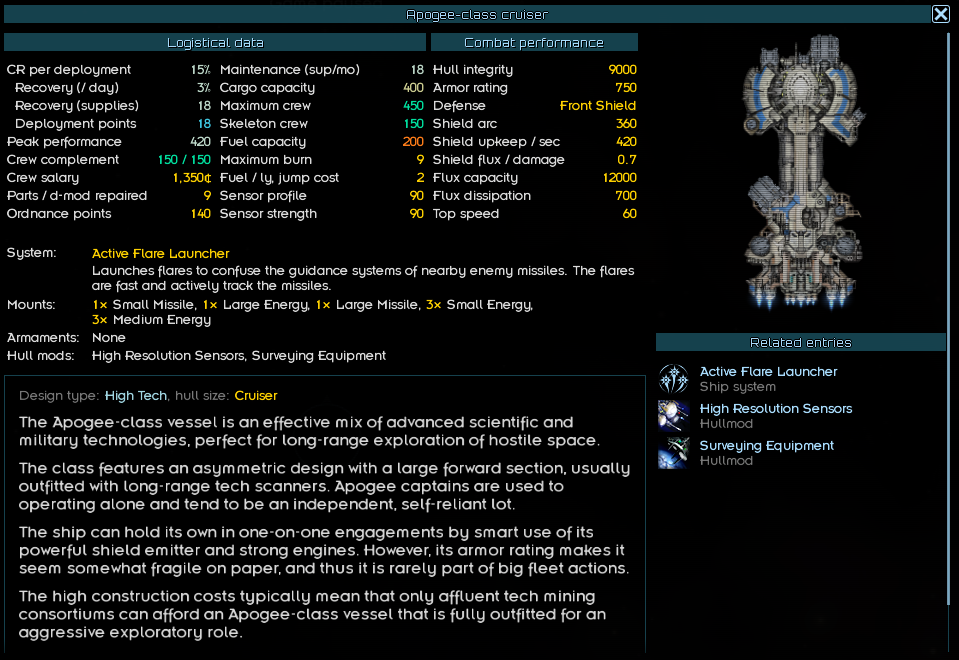 Apogee-class cruiser
Logistical data
Combat performance
CR per deployment 15% Maintenance (sup/mo) 18 Hull integrity 9000
Recovery (/ day) 3% Cargo capacity 400 Armor rating 750
Recovery (supplies) 18 Maximum crew 450 Defense Front Shield
Deployment points 18 Skeleton crew 150 Shield arc 360
Peak performance 420 Fuel capacity 200 Shield upkeep / sec 420
Crew complement 150 / 150 Maximum burn 9 Shield flux / damage 0.7
Crew salary 1,350¢ Fuel / ly, jump cost 2 Flux capacity 12000
Parts / d-mod repaired 9 Sensor profile 90 Flux dissipation 700
Ordnance points 140 Sensor strength 90 Top speed 60
System: Active Flare Launcher
Launches flares to confuse the guidance systems of nearby enemy missiles. The flares
are fast and actively track the missiles.
Mounts: 1× Small Missile, 1× Large Energy, 1× Large Missile, 3× Small Energy,
3× Medium Energy
Armaments: None
Hull mods: High Resolution Sensors, Surveying Equipment
Design type: High Tech, hull size: Cruiser
The Apogee-class vessel is an effective mix of advanced scientific and
military technologies, perfect for long-range exploration of hostile space.
The class features an asymmetric design with a large forward section, usually
outfitted with long-range tech scanners. Apogee captains are used to
operating alone and tend to be an independent, self-reliant lot.
The ship can hold its own in one-on-one engagements by smart use of its
powerful shield emitter and strong engines. However, its armor rating makes it
seem somewhat fragile on paper, and thus it is rarely part of big fleet actions.
The high construction costs typically mean that only affluent tech mining
consortiums can afford an Apogee-class vessel that is fully outfitted for an
aggressive exploratory role.
Related entries
Active Flare Launcher
Ship system
High Resolution Sensors
Hullmod
Surveying Equipment
Hullmod